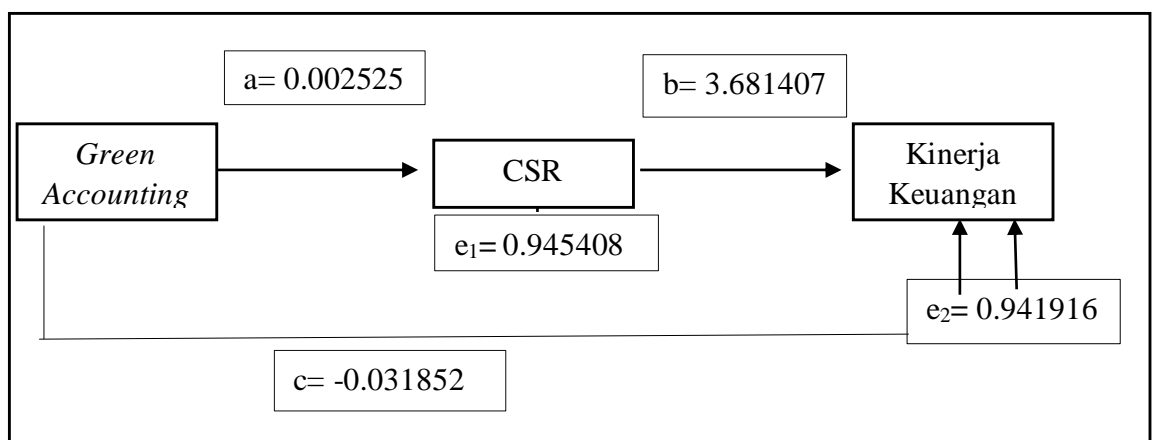 a= 0.002525
b= 3.681407
Green
Accounting
CSR
Kinerja
Keuangan
e₁= 0.945408
e₂= 0.941916
c= -0.031852